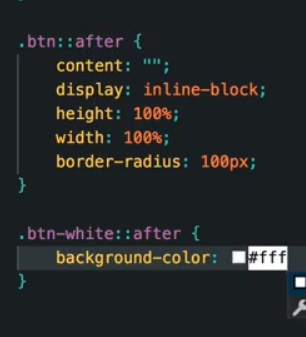 .btn::after {
content: "";
display: inline-block;
height: 100%;
width: 100%;
border-radius: 100px;
}
.btn-white::after {
background-color: #fff
}